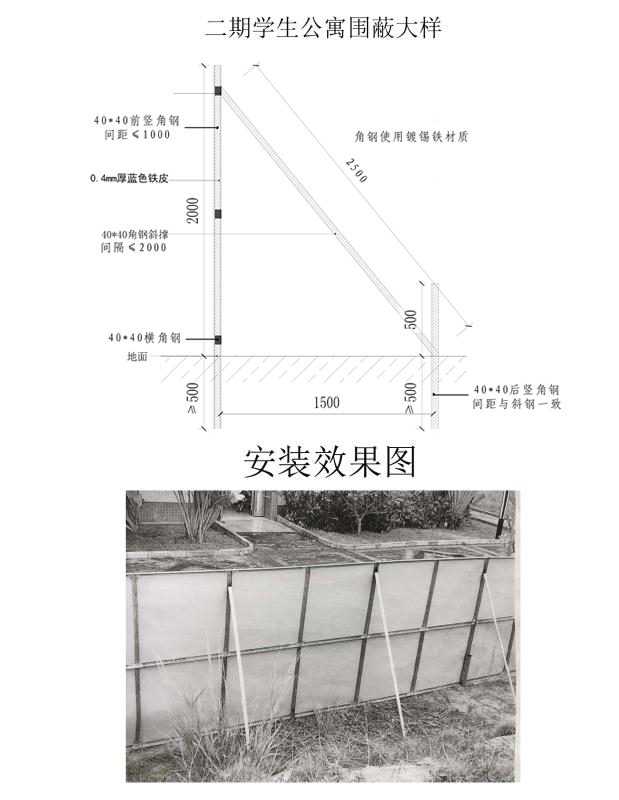 二期学生公寓围蔽大样
40*40前竖角钢
间距≤1000
角钢使用镀锡铁材质
2500
0.4mm厚蓝色铁皮
2000
40*40角钢斜撑
间隔≤2000
500
40*40横角钢
地面
≥500
1500
≥500
40*40后竖角钢
间距与斜钢一致
安装效果图